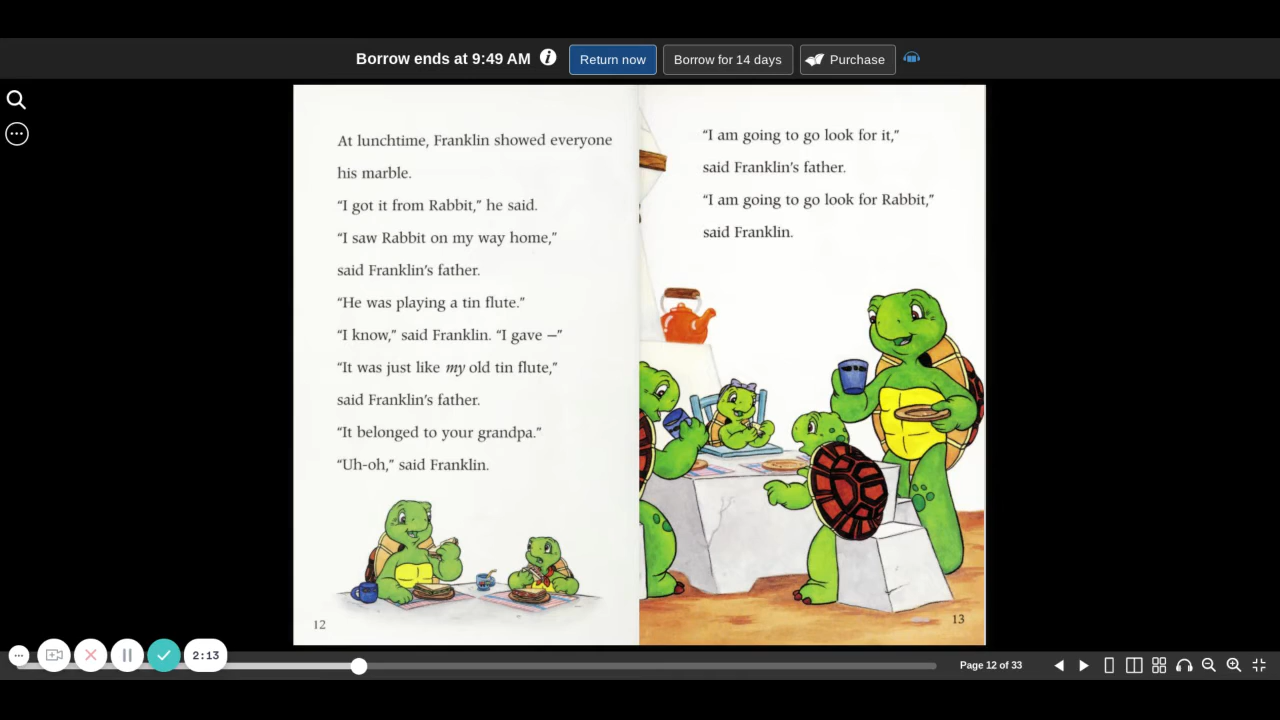 Borrow ends at 9:49 AM
Return now
Borrow for 14 days
Purchase
At lunchtime, Franklin showed everyone
his marble.
“I got it from Rabbit,” he said.
“I saw Rabbit on my way home,”
said Franklin’s father.
“He was playing a tin flute.”
“I know,” said Franklin. “I gave –”
“It was just like my old tin flute,”
said Franklin’s father.
“It belonged to your grandpa.”
“Uh-oh,” said Franklin.
12
“I am going to go look for it,”
said Franklin’s father.
“I am going to go look for Rabbit,”
said Franklin.
13
2:13
Page 12 of 33